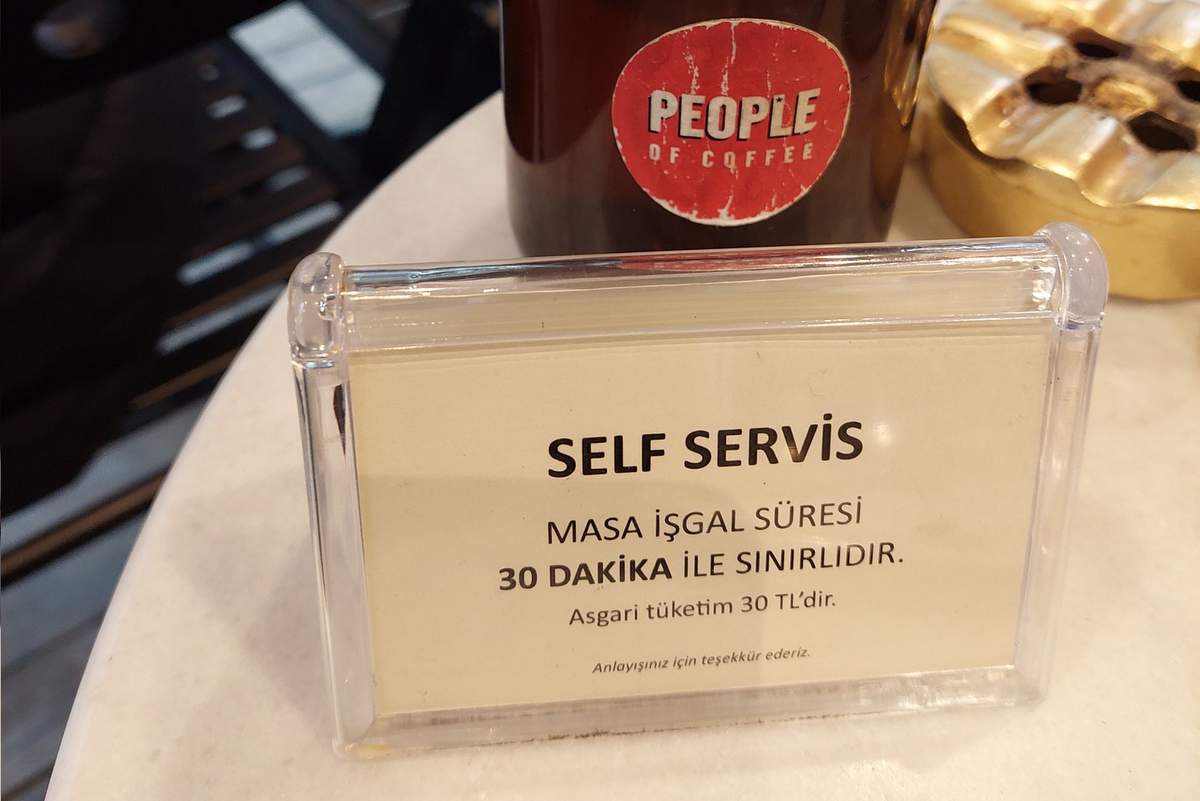 PEOPLE
OF COFFEE
SELF SERVİS
MASA İŞGAL SÜRESİ
30 DAKİKA İLE SINIRLIDIR.
Asgari tüketim 30 TL'dir.
Anlayışınız için teşekkür ederiz.